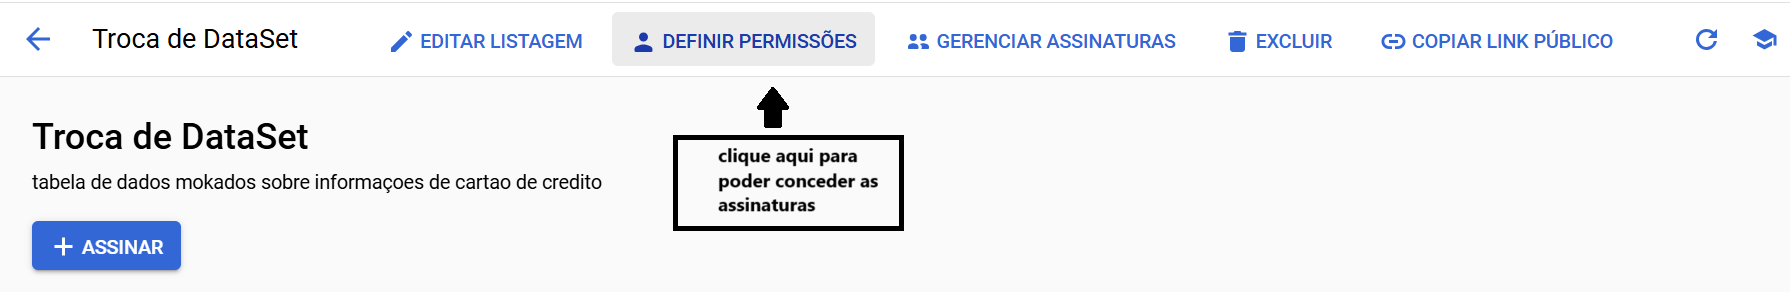 Troca de DataSet
EDITAR LISTAGEM
DEFINIR PERMISSÕES
GERENCIAR ASSINATURAS
EXCLUIR
COPIAR LINK PÚBLICO
Troca de DataSet
tabela de dados mokados sobre informaçoes de cartao de credito
clique aqui para
poder conceder as
assinaturas
ASSINAR